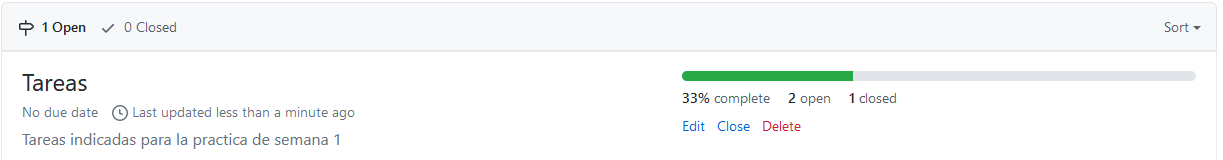 1 Open 0 Closed Sort
Tareas
33% complete 2 open 1 closed
No due date Last updated less than a minute ago
Edit Close Delete
Tareas indicadas para la practica de semana 1